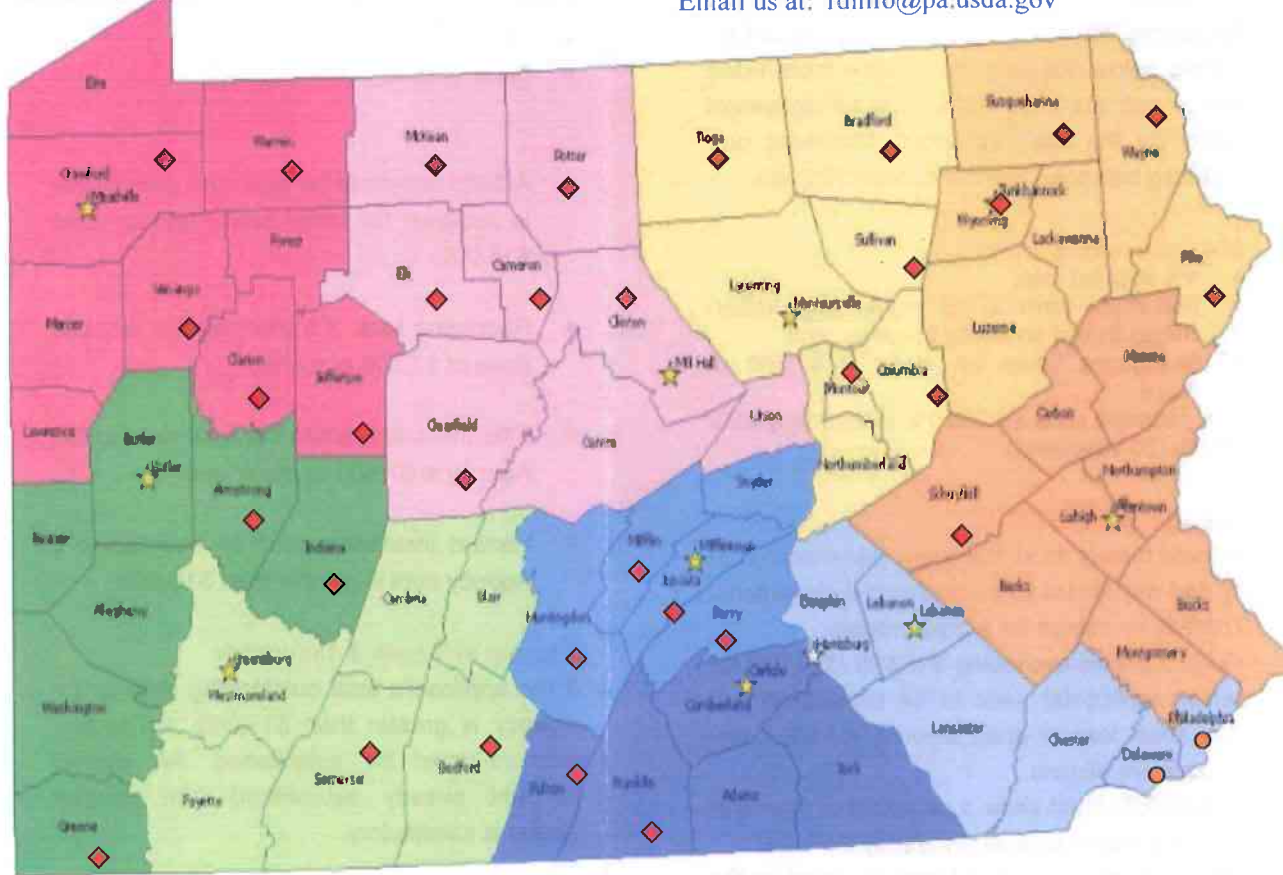 Email us at: rdinfo@pa.usda.gov
Erie
Warren
McKean
Potter
Tioga
Bradford
Susquehanna
Wayne
Crawford
Meadville
Tunkhannock
Wyoming
Lackawanna
Forest
Elk
Cameron
Sullivan
Pike
Mercer
Venango
Clinton
Lycoming
Montoursville
Luzerne
Clarion
Jefferson
Mill Hall
Montour
Columbia
Monroe
Lawrence
Butler
Butler
Clearfield
Centre
Union
Carbon
Northumberland
Armstrong
Snyder
Schuylkill
Northampton
Lehigh
Allentown
Beaver
Indiana
Mifflin
Mifflintown
Juniata
Allegheny
Cambria
Blair
Huntingdon
Perry
Dauphin
Lebanon
Lebanon
Berks
Bucks
Greensburg
Westmoreland
Carlisle
Harrisburg
Montgomery
Washington
Cumberland
Lancaster
Chester
Philadelphia
Delaware
Fayette
Somerset
Bedford
Fulton
Franklin
Adams
York
Greene